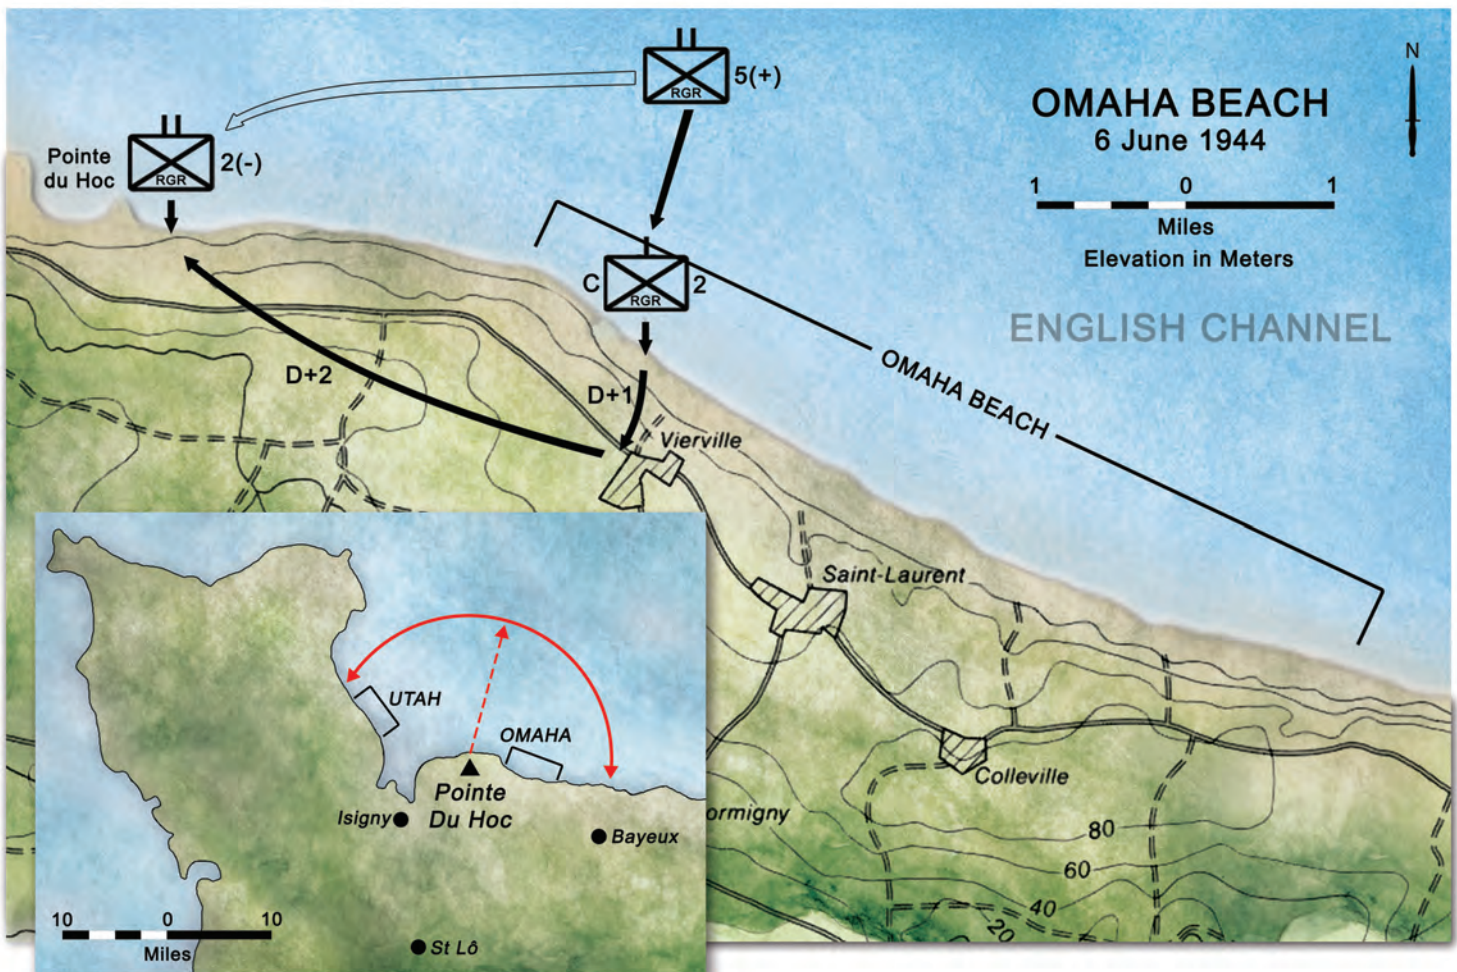 5(+)
RGR
N
OMAHA BEACH
6 June 1944
1 0 1
Miles
Elevation in Meters
Pointe
du Hoc
2(-)
RGR
C
2
RGR
ENGLISH CHANNEL
OMAHA BEACH
D+2
D+1
Vierville
Saint-Laurent
Colleville
ormigny
80
60
40
20
UTAH
OMAHA
Pointe
Du Hoc
Isigny
Bayeux
St Lô
10 0 10
Miles